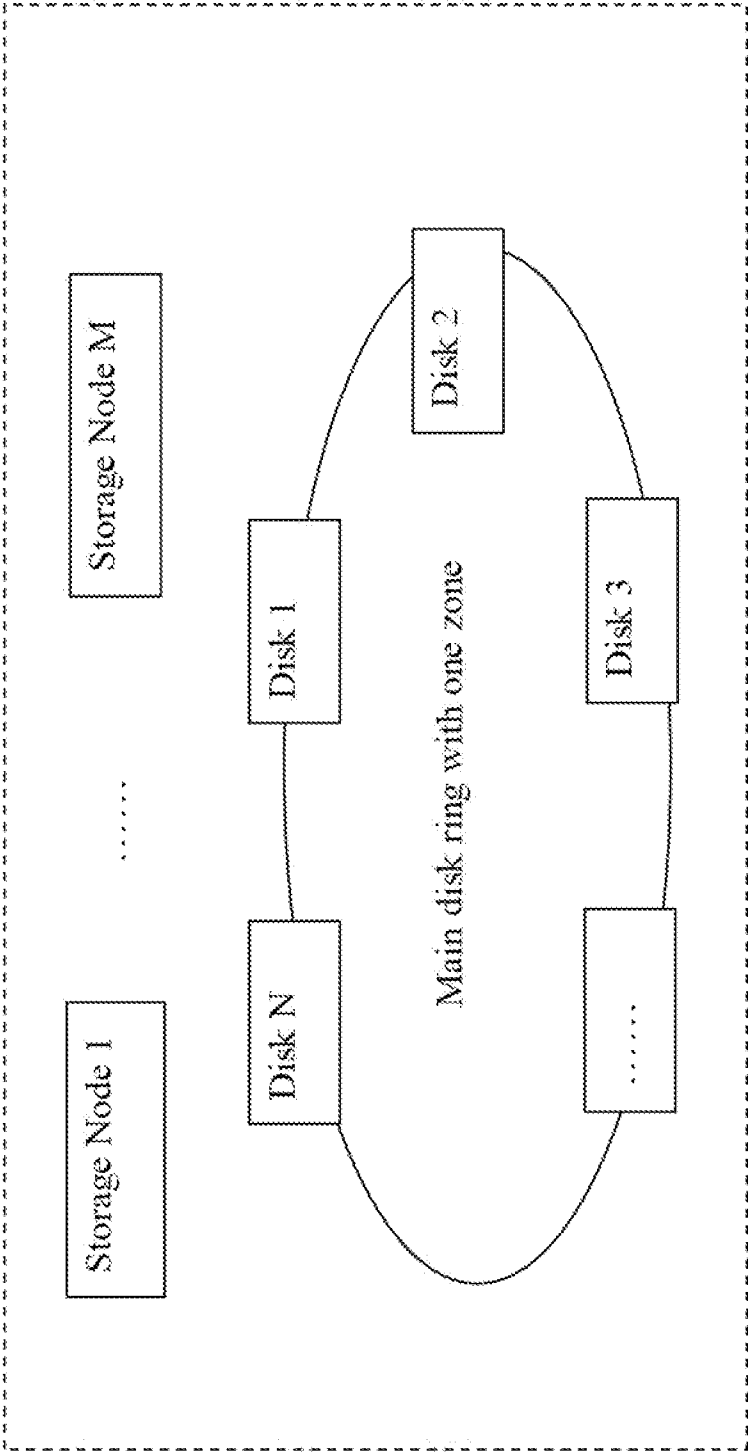 Storage Node 1
......
Storage Node M
Disk N
Disk 1
Disk 2
Main disk ring with one zone
......
Disk 3